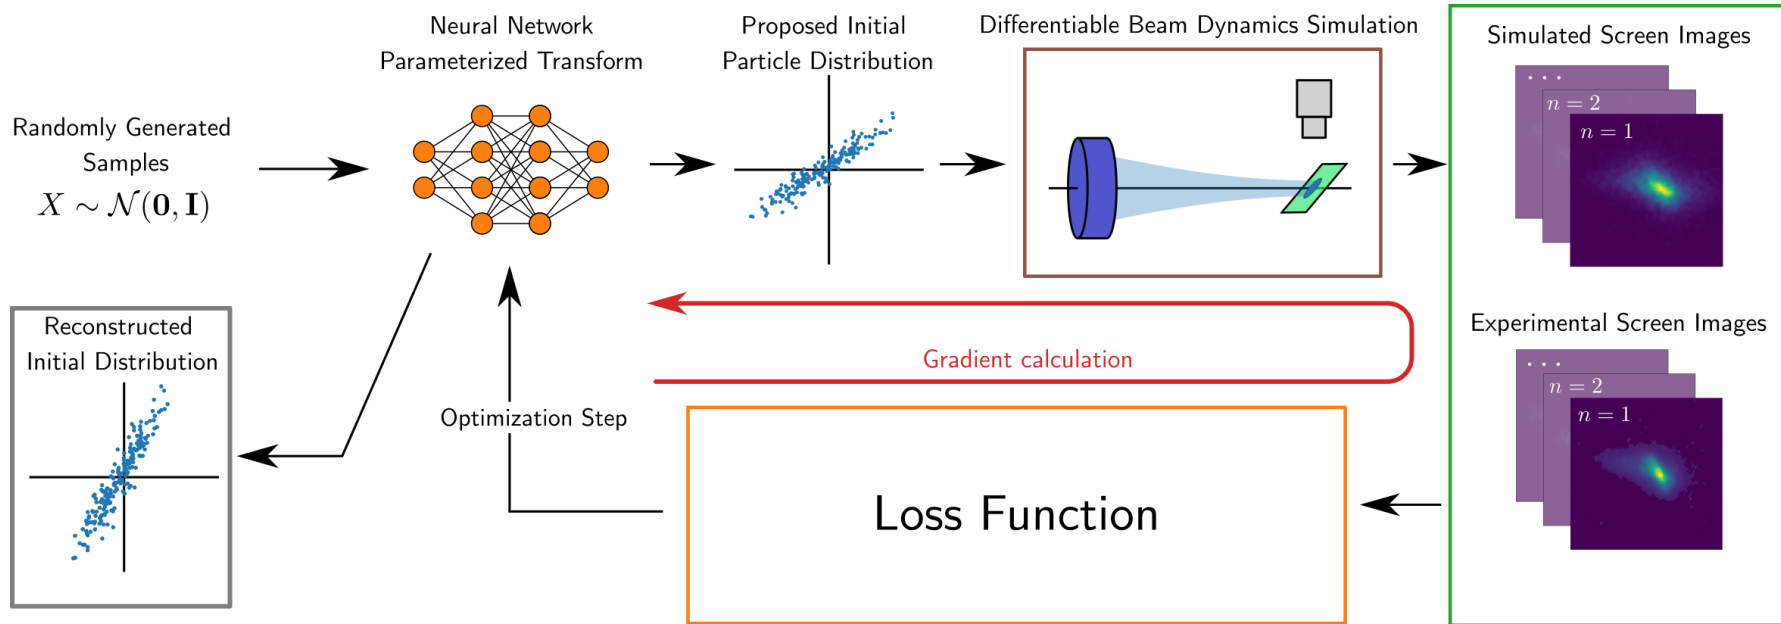 Neural Network
Parameterized Transform
Proposed Initial
Particle Distribution
Differentiable Beam Dynamics Simulation
Simulated Screen Images
. . .
n = 2
n = 1
Randomly Generated
Samples
X ∼ 𝒩(𝟎, 𝐈)
Reconstructed
Initial Distribution
Gradient calculation
Optimization Step
Loss Function
Experimental Screen Images
. . .
n = 2
n = 1